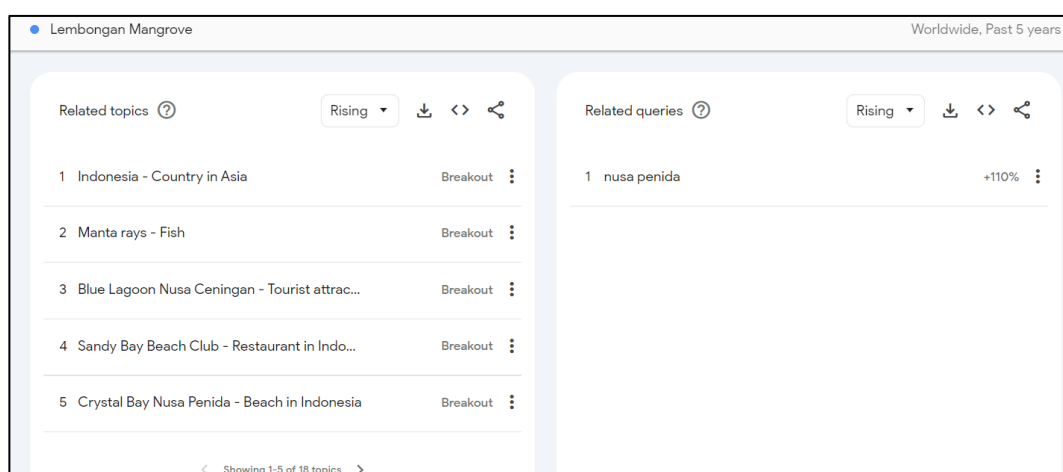 Lembongan Mangrove Worldwide, Past 5 years
Related topics ? Rising
1 Indonesia - Country in Asia Breakout
2 Manta rays - Fish Breakout
3 Blue Lagoon Nusa Ceningan - Tourist attrac... Breakout
4 Sandy Bay Beach Club - Restaurant in Indo... Breakout
5 Crystal Bay Nusa Penida - Beach in Indonesia Breakout
< Showing 1-5 of 18 topics >
Related queries ? Rising
1 nusa penida +110%